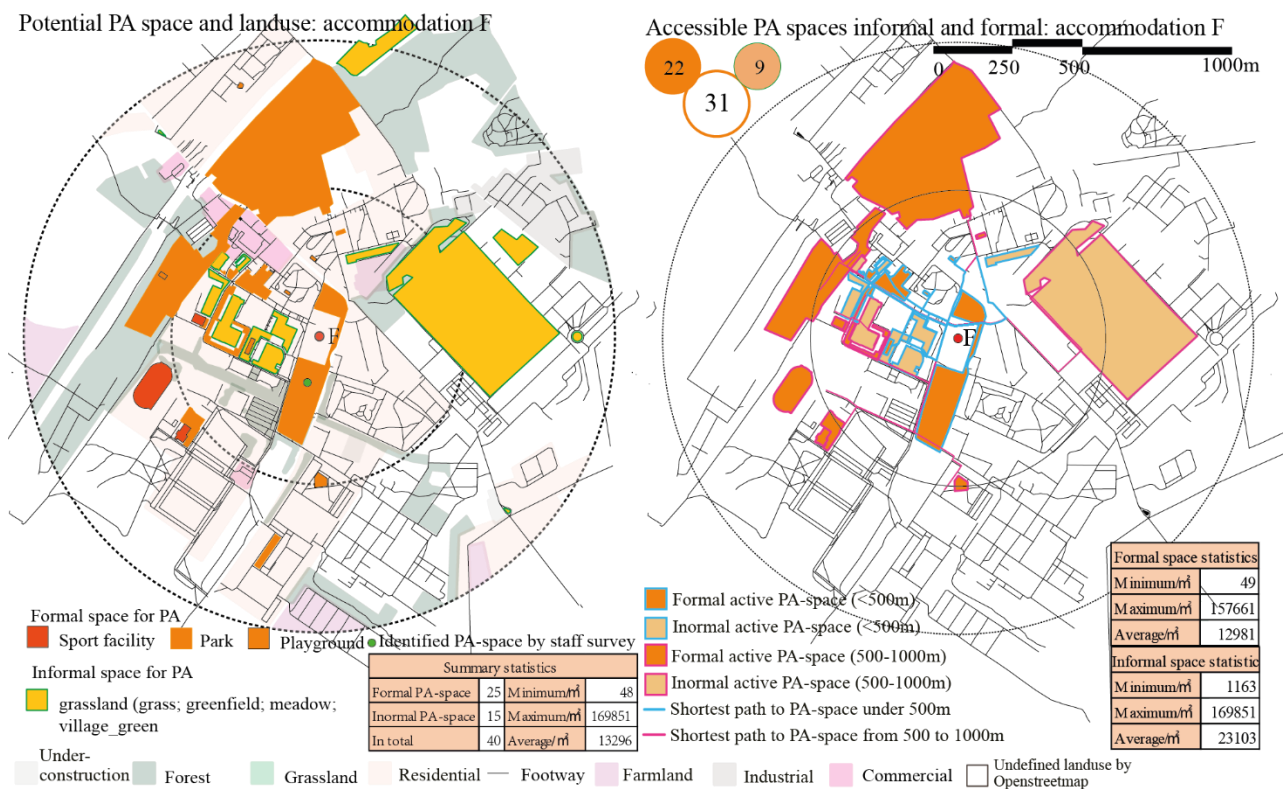 Potential PA space and landuse: accommodation F
F
Formal space for PA
Sport facility
Park
Playground
Identified PA-space by staff survey
Informal space for PA
grassland (grass; greenfield; meadow;
village_green
Summary statistics
Formal PA-space 25 Minimum/㎡ 48
Inormal PA-space 15 Maximum/㎡ 169851
In total 40 Average/㎡ 13296
Accessible PA spaces informal and formal: accommodation F
22
9
31
0 250 500 1000m
F
Formal active PA-space (<500m)
Inormal active PA-space (<500m)
Formal active PA-space (500-1000m)
Inormal active PA-space (500-1000m)
Shortest path to PA-space under 500m
Shortest path to PA-space from 500 to 1000m
Formal space statistics
Minimum/㎡ 49
Maximum/㎡ 157661
Average/㎡ 12981
Informal space statistic
Minimum/㎡ 1163
Maximum/㎡ 169851
Average/㎡ 23103
Under-
construction
Forest
Grassland
Residential
Footway
Farmland
Industrial
Commercial
Undefined landuse by
Openstreetmap